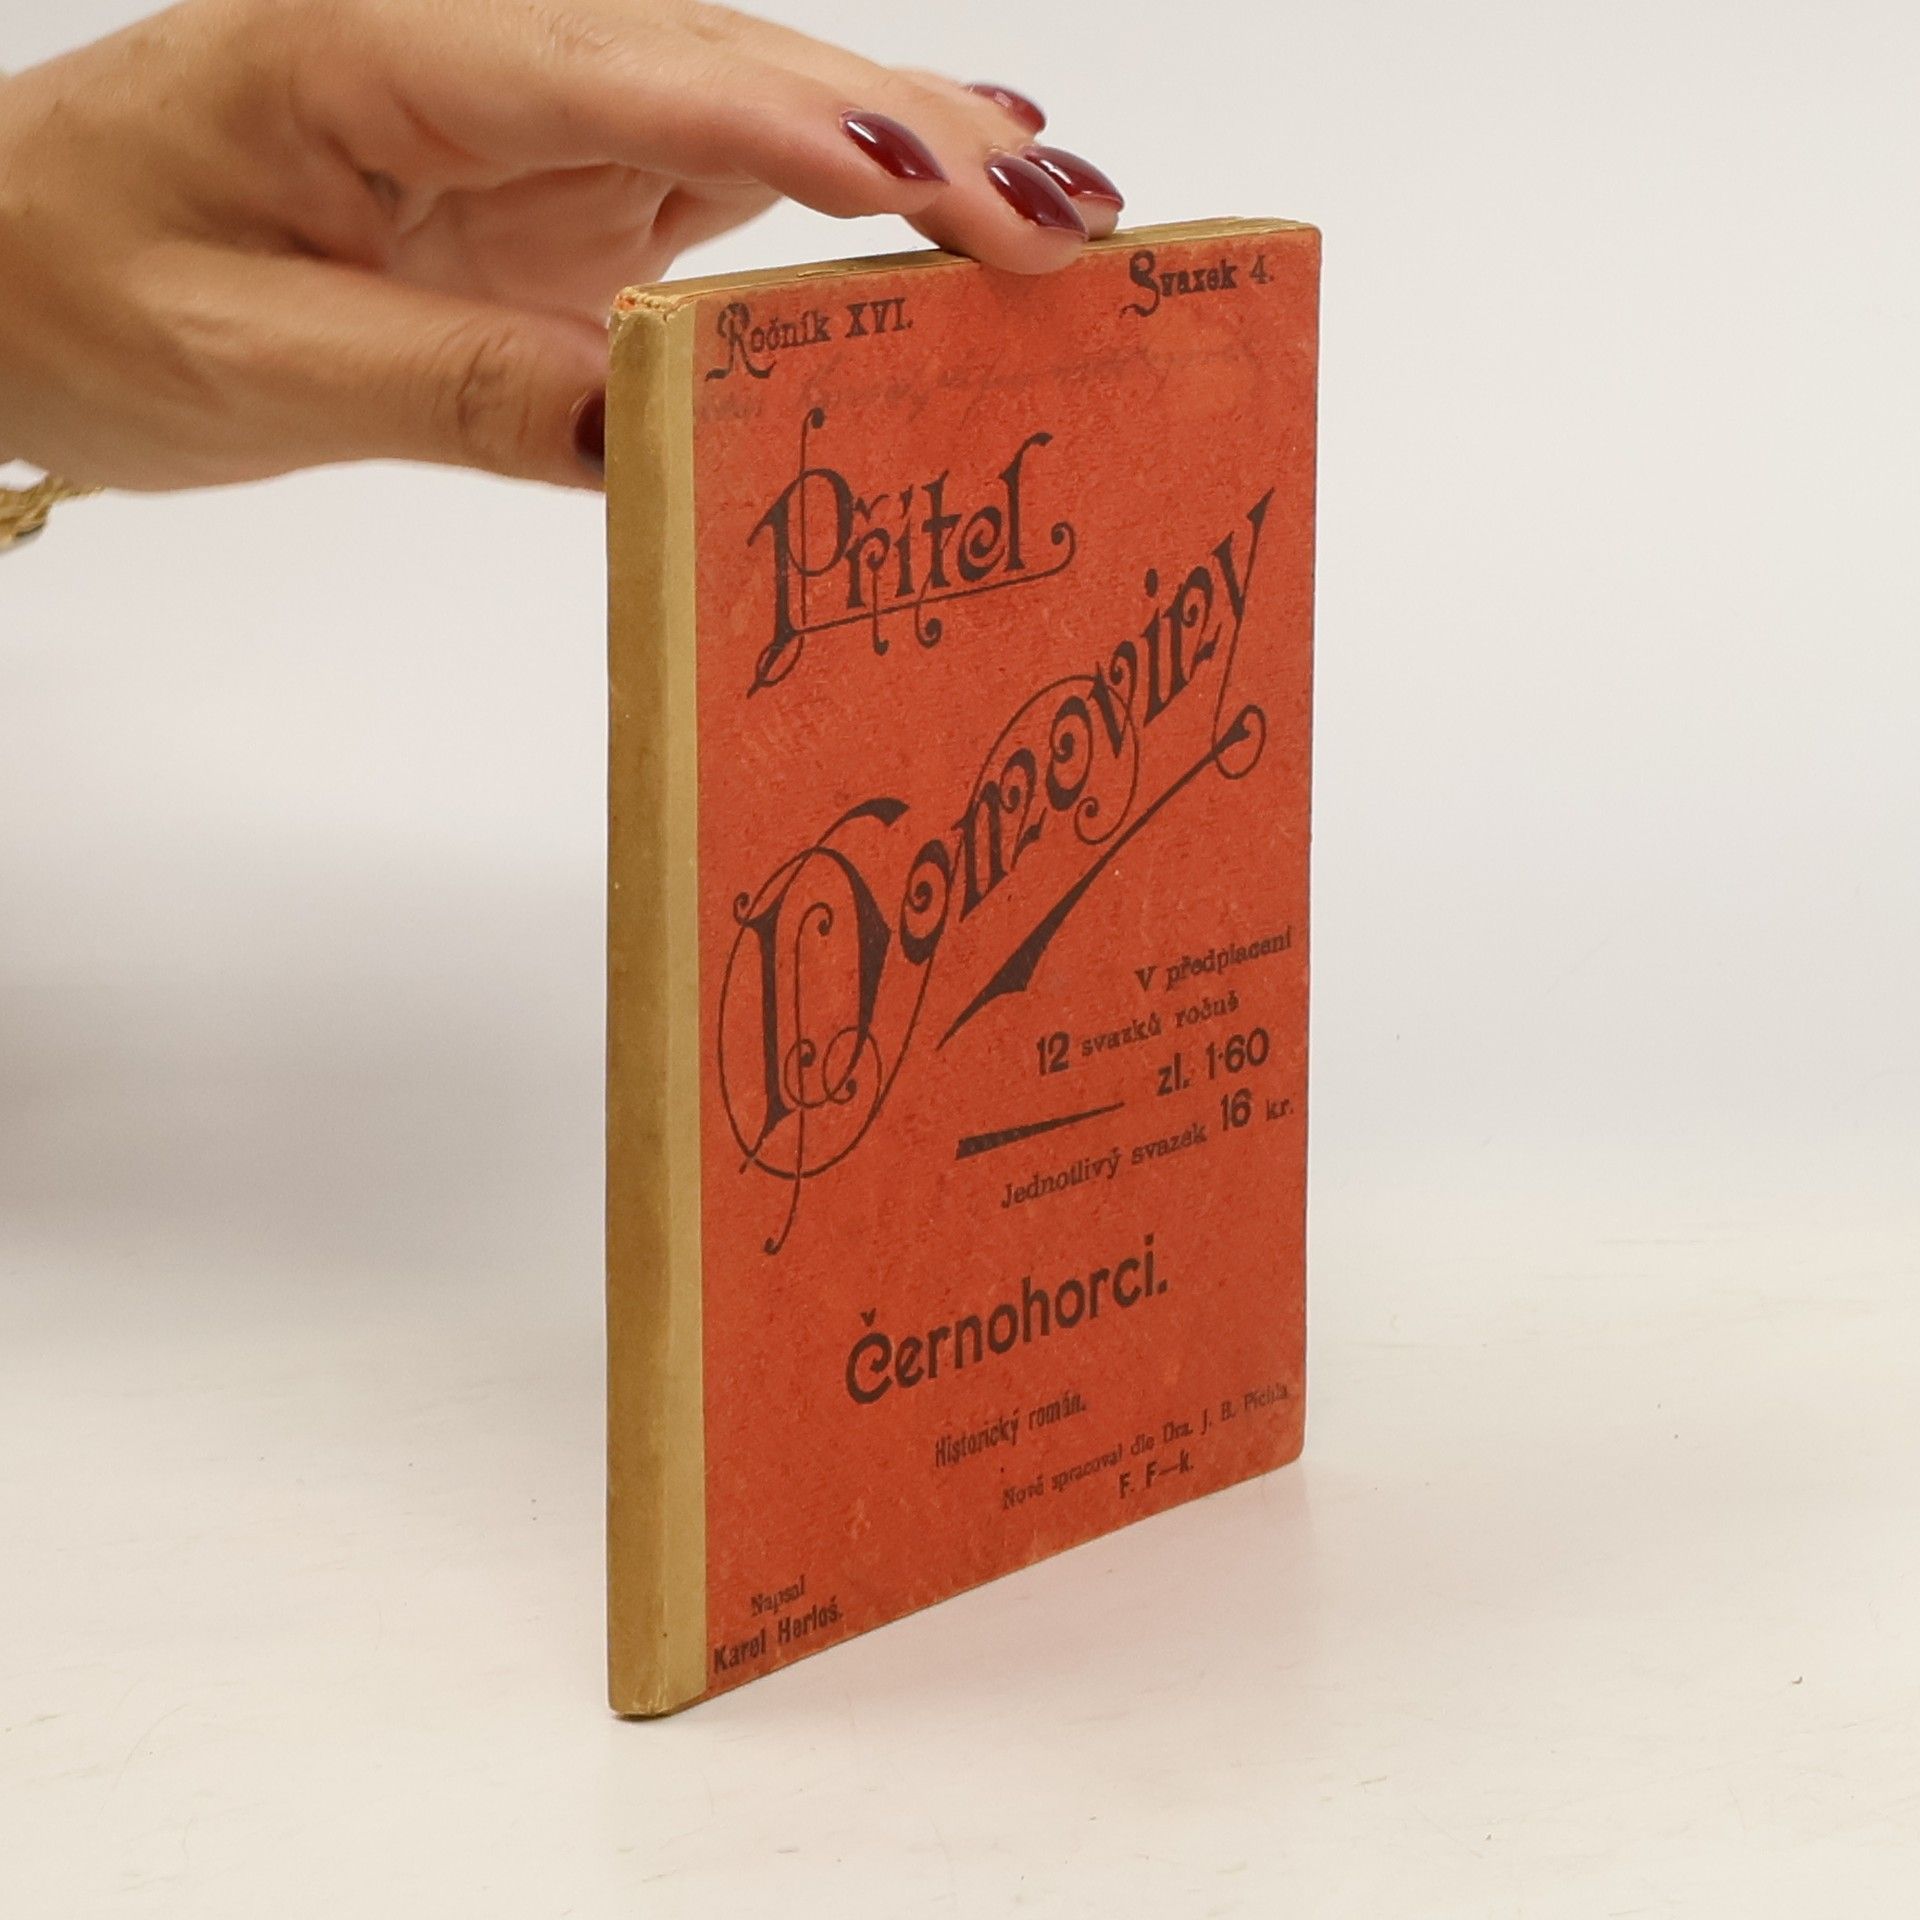 Ročník XVI.
Svazek 4.
Přítel
Domoviny
V předplacení
12 svazků ročně
zl. 1·60
Jednotlivý svazek 16 kr.
Černohorci.
Historický román.
Nově spracoval dle Dra. J. B. Pichla
F. F—k.
Napsal
Karel Herloš.